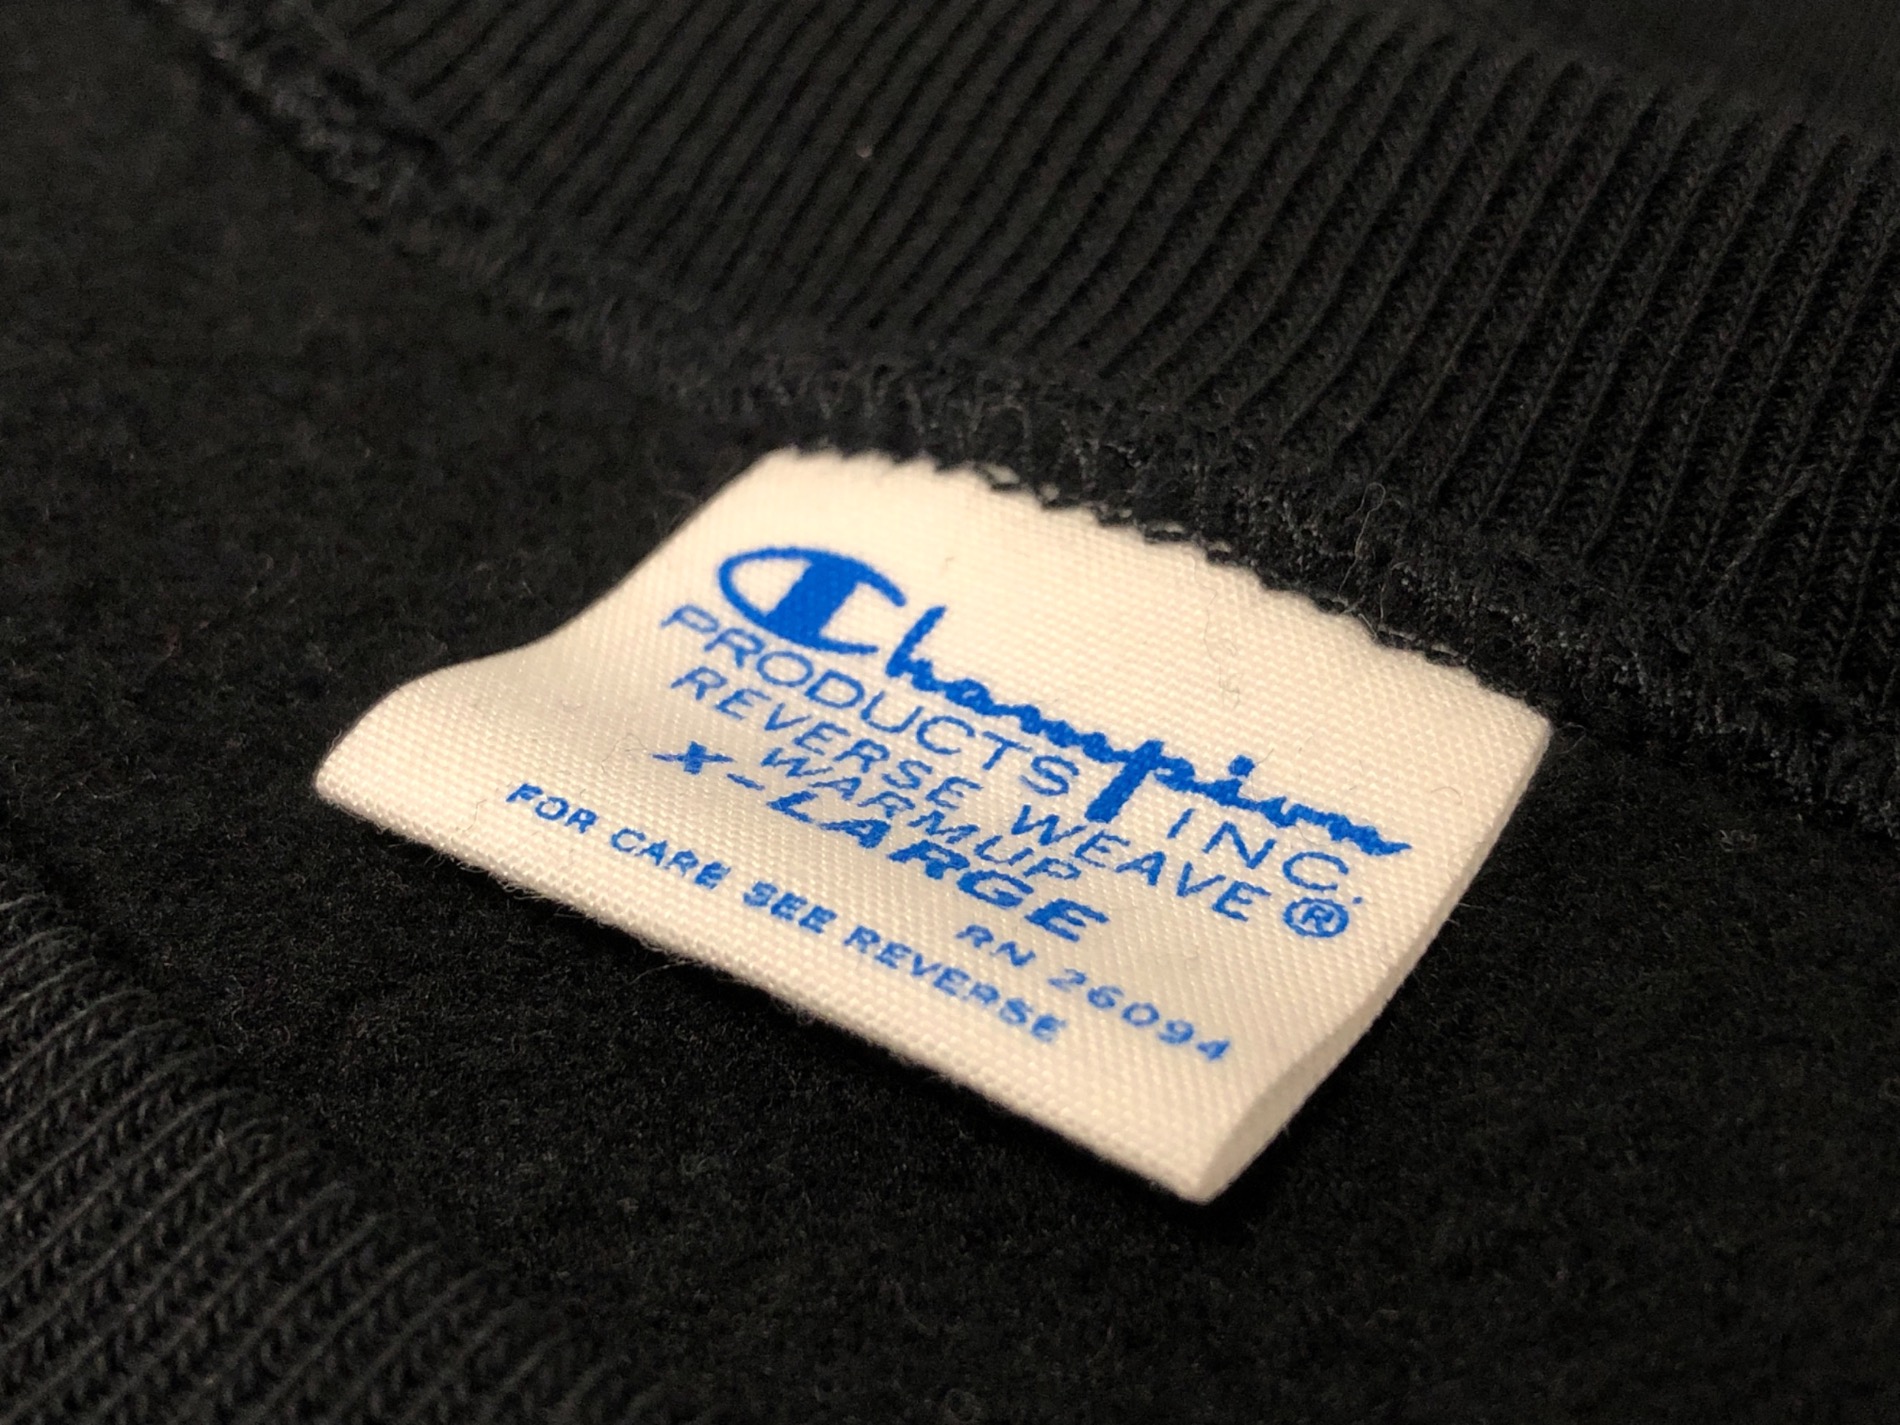 Champion
PRODUCTS INC.
REVERSE WEAVE®
WARMUP
X-LARGE
RN 26094
FOR CARE SEE REVERSE